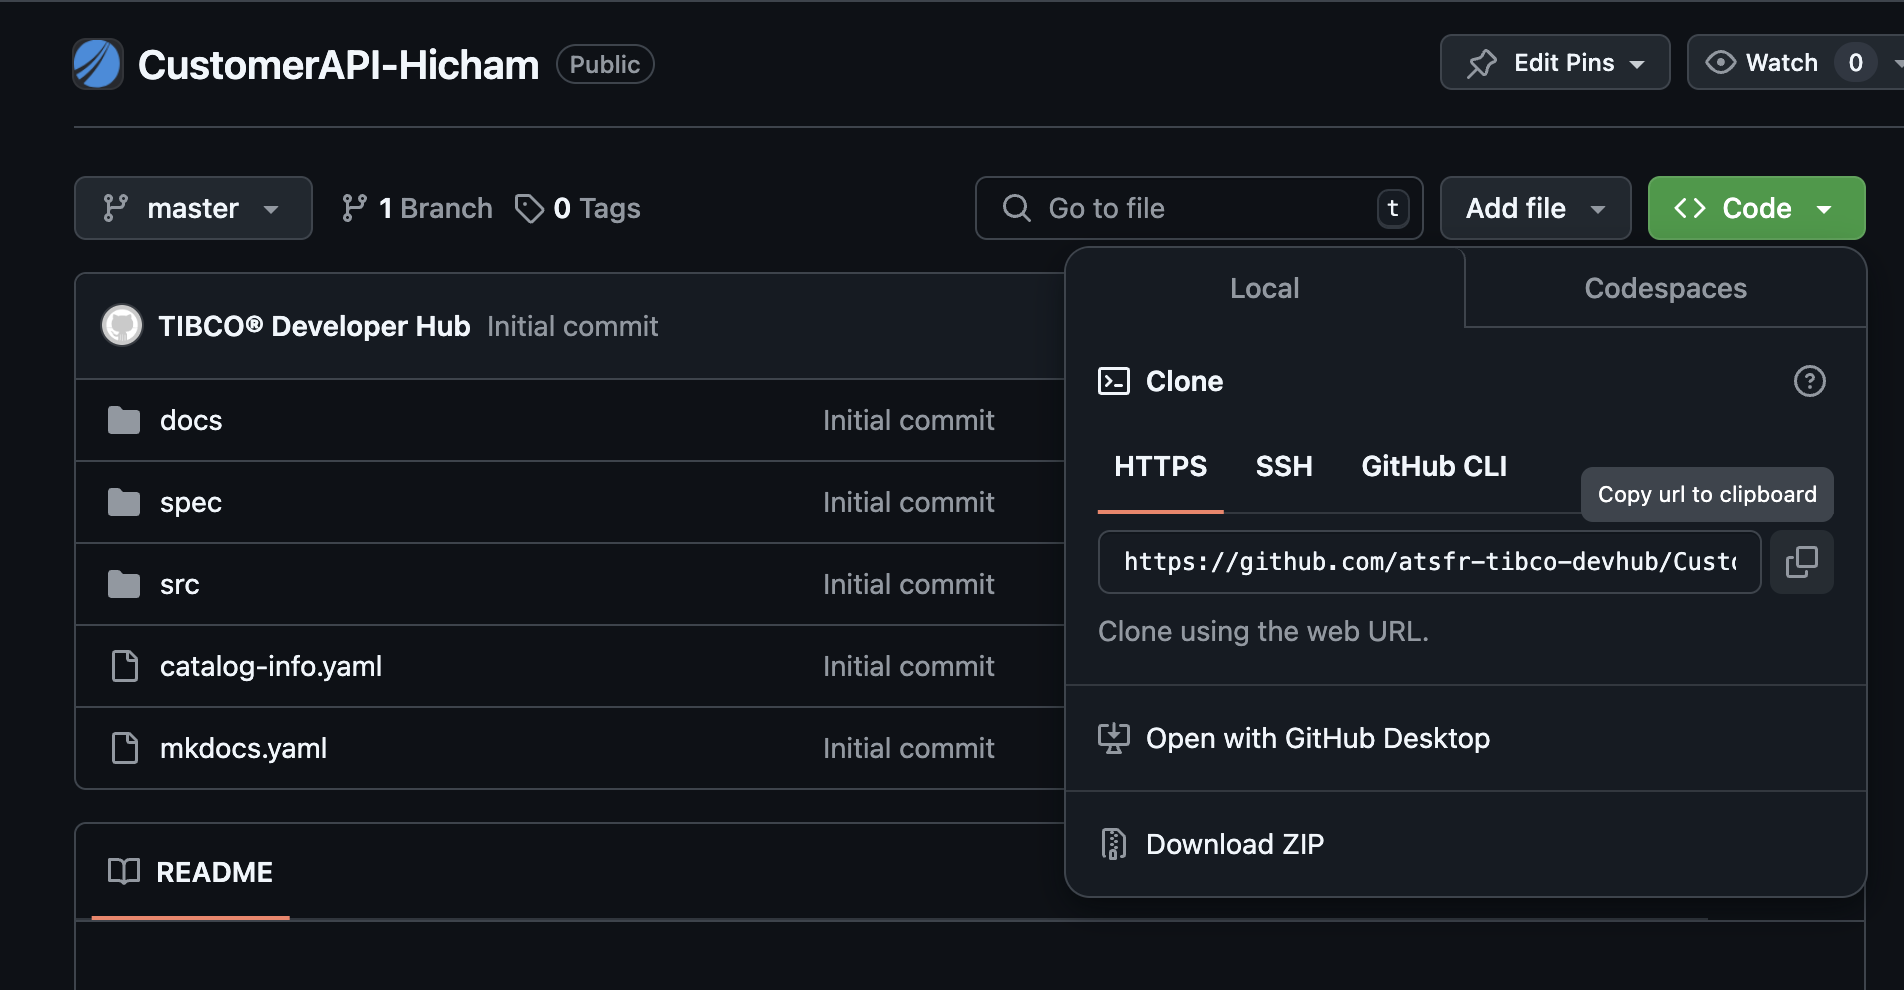 CustomerAPI-Hicham Public
Edit Pins
Watch 0
master
1 Branch
0 Tags
Go to file t
Add file
Code
Local
Codespaces
TIBCO® Developer Hub Initial commit
Clone
docs Initial commit
HTTPS SSH GitHub CLI
Copy url to clipboard
spec Initial commit
https://github.com/atsfr-tibco-devhub/Custo
src Initial commit
Clone using the web URL.
catalog-info.yaml Initial commit
Open with GitHub Desktop
mkdocs.yaml Initial commit
Download ZIP
README